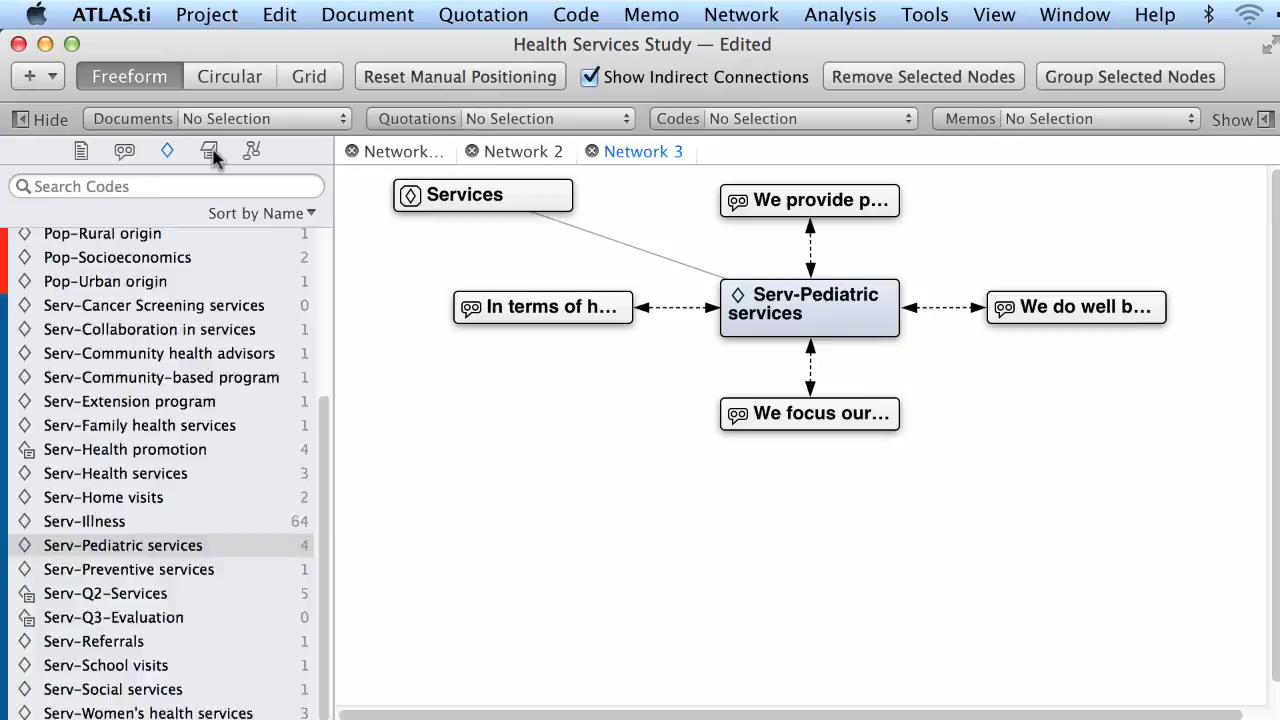 ATLAS.ti Project Edit Document Quotation Code Memo Network Analysis Tools View Window Help
Health Services Study — Edited
+ Freeform Circular Grid Reset Manual Positioning Show Indirect Connections Remove Selected Nodes Group Selected Nodes
Hide Documents No Selection Quotations No Selection Codes No Selection Memos No Selection Show
Network... Network 2 Network 3
Search Codes
Sort by Name
Pop-Rural origin 1
Pop-Socioeconomics 2
Pop-Urban origin 1
Serv-Cancer Screening services 0
Serv-Collaboration in services 1
Serv-Community health advisors 1
Serv-Community-based program 1
Serv-Extension program 1
Serv-Family health services 1
Serv-Health promotion 4
Serv-Health services 3
Serv-Home visits 2
Serv-Illness 64
Serv-Pediatric services 4
Serv-Preventive services 1
Serv-Q2-Services 5
Serv-Q3-Evaluation 0
Serv-Referrals 1
Serv-School visits 1
Serv-Social services 1
Serv-Women's health services 3
Services
We provide p...
In terms of h...
Serv-Pediatric
services
We do well b...
We focus our...